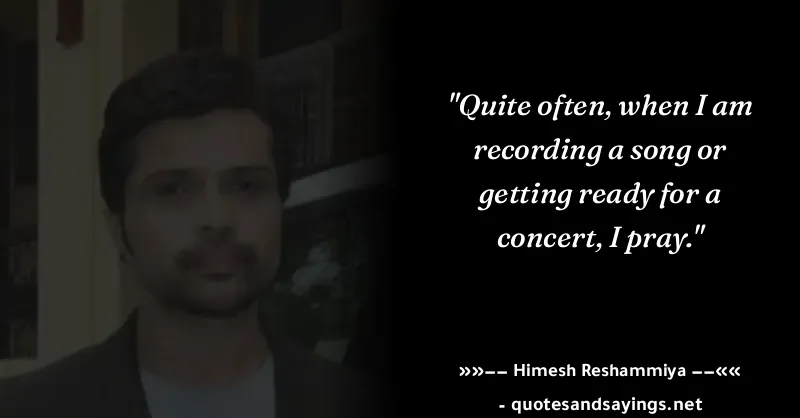 "Quite often, when I am
recording a song or
getting ready for a
concert, I pray."
»»–– Himesh Reshammiya ––««
- quotesandsayings.net